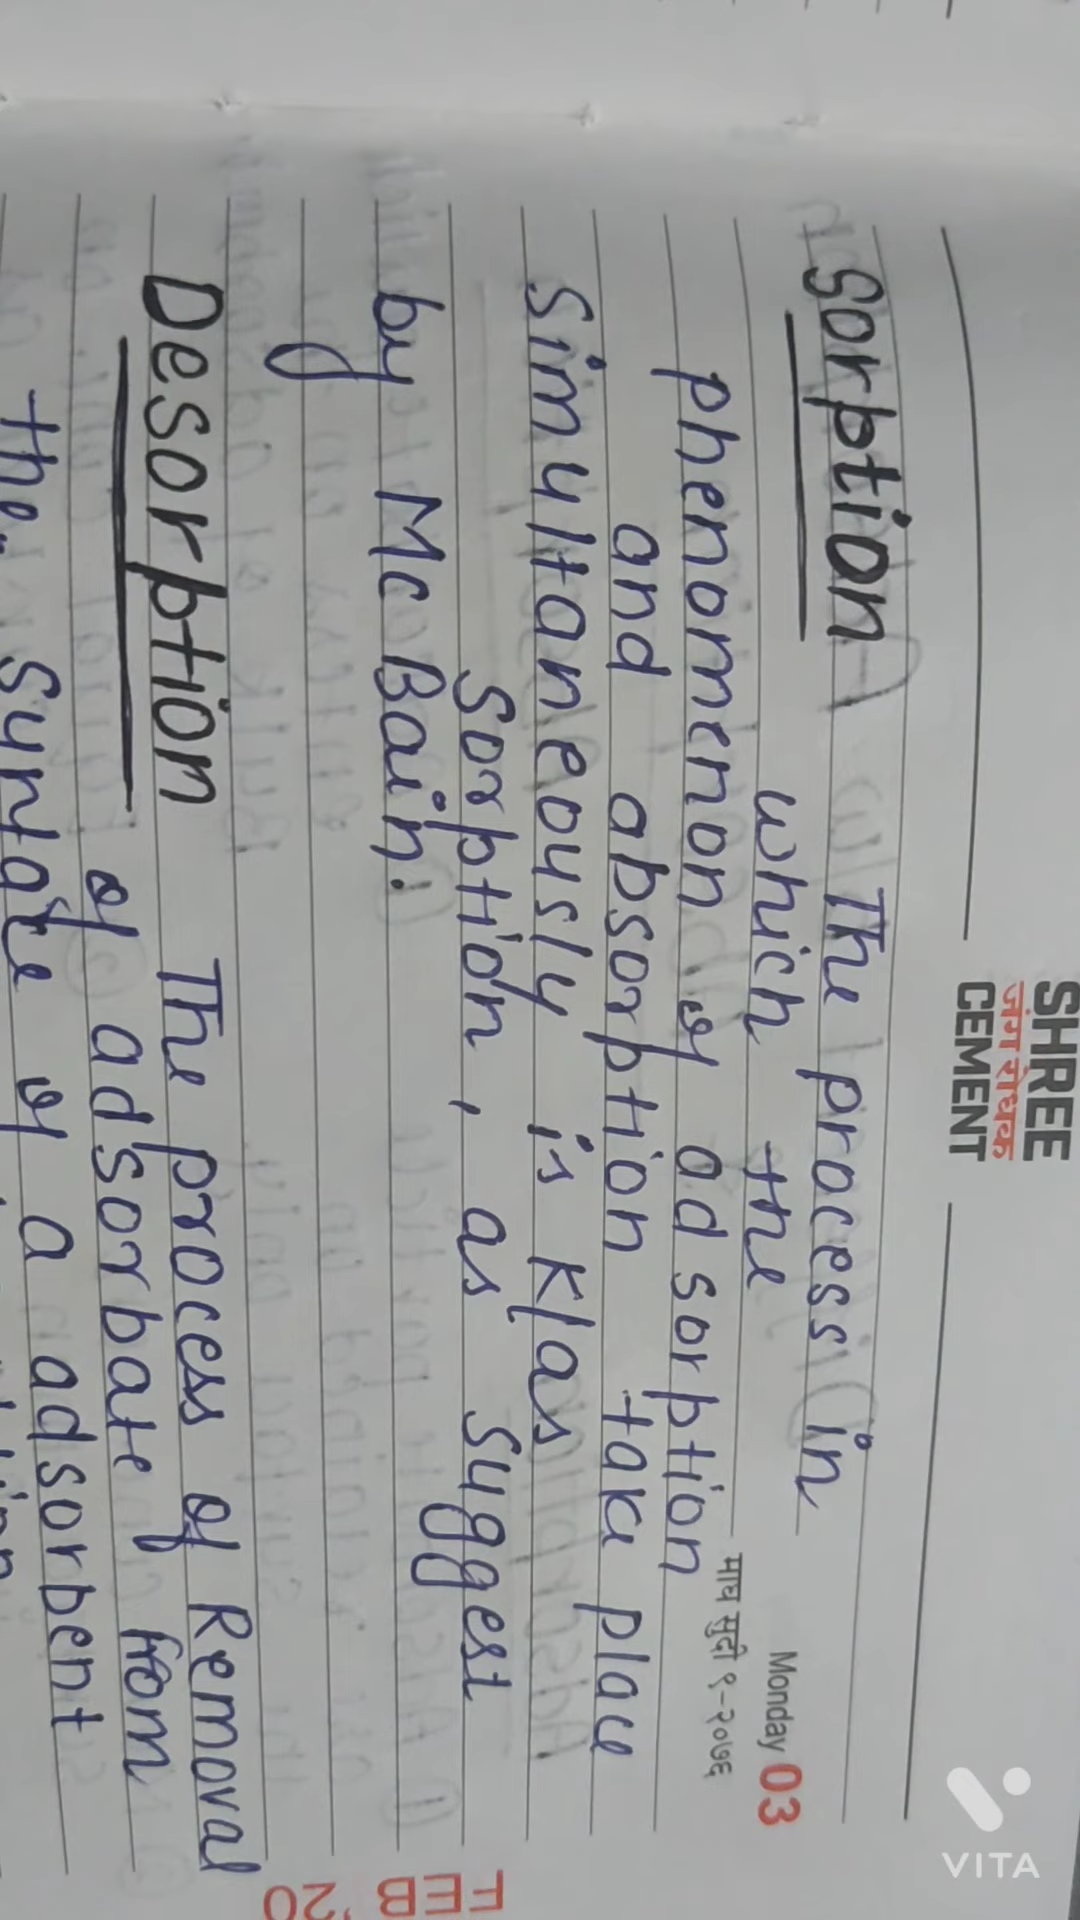 SHREE
जंग रोधक
CEMENT
Monday 03
माघ सुदी ९-२०७६
Sorption The process in
which the
phenomenon of adsorption
and absorption take place
Simultaneously is Klas
Sorption, as Suggest
by Mc Bain.
Desorption The process of Removal
of adsorbate from
the Surface of a adsorbent
FEB '20
VITA